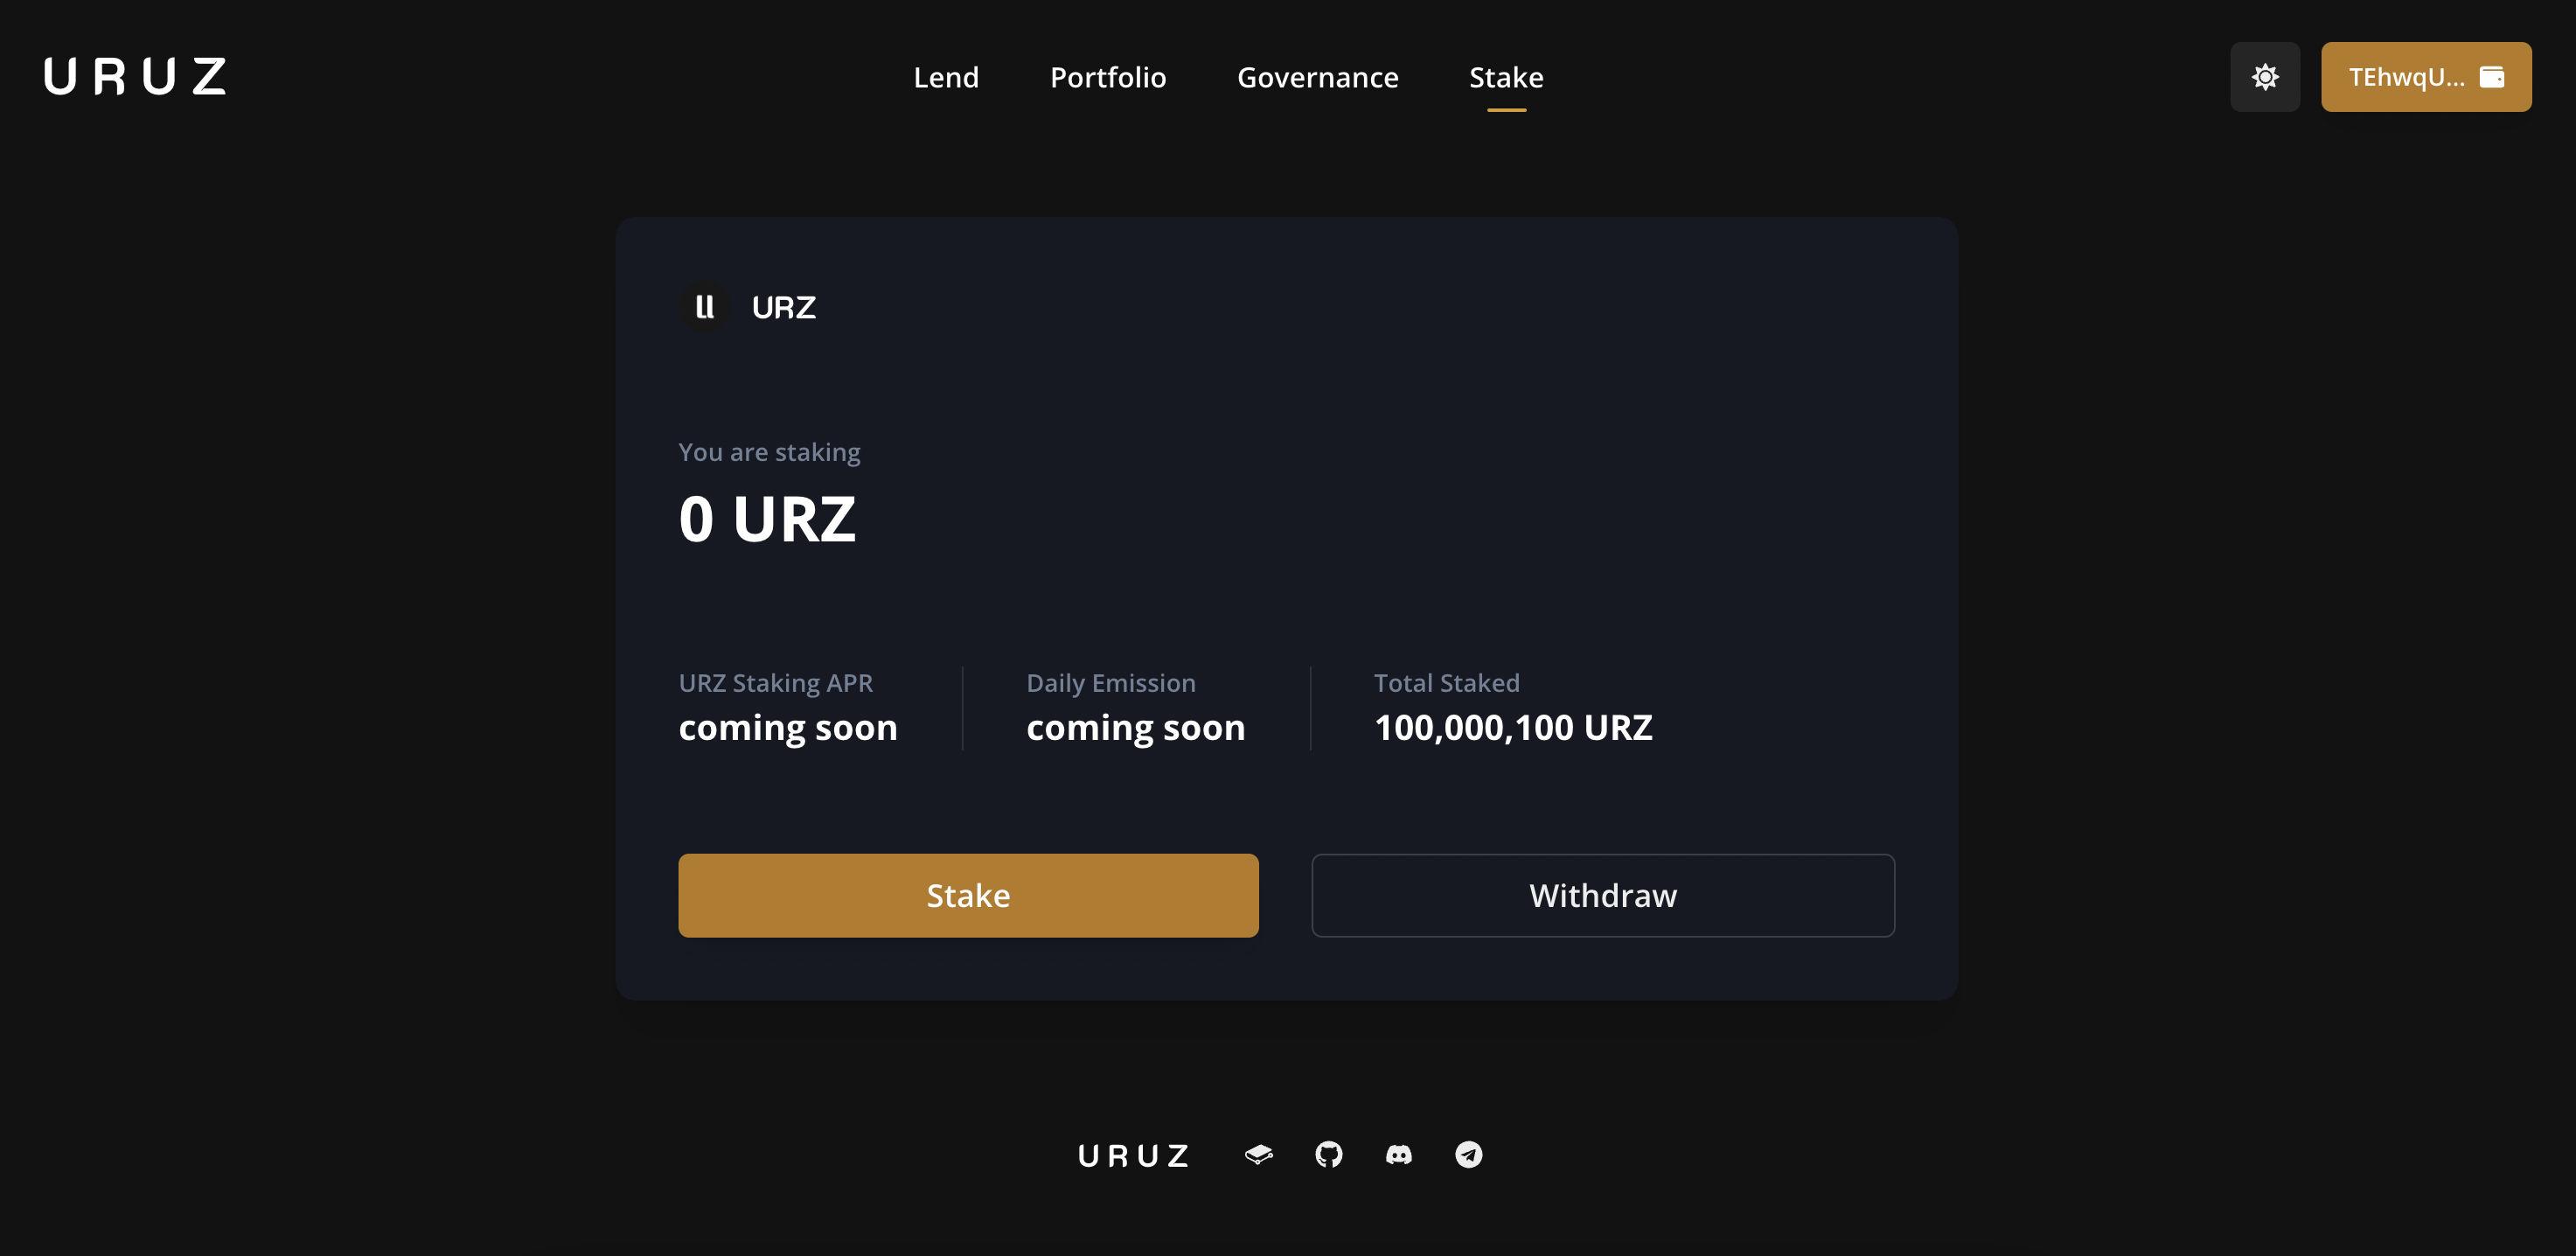 URUZ
Lend Portfolio Governance Stake
TEhwqU...
URZ
You are staking
0 URZ
URZ Staking APR Daily Emission Total Staked
coming soon coming soon 100,000,100 URZ
Stake Withdraw
URUZ